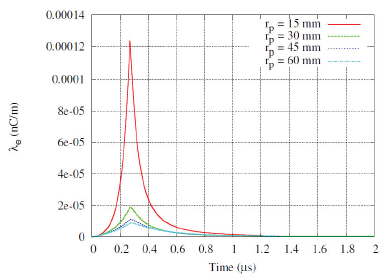 0.00014
0.00012
0.0001
8e-05
6e-05
4e-05
2e-05
0
λe (nC/m)
rp = 15 mm
rp = 30 mm
rp = 45 mm
rp = 60 mm
0 0.2 0.4 0.6 0.8 1 1.2 1.4 1.6 1.8 2
Time (μs)